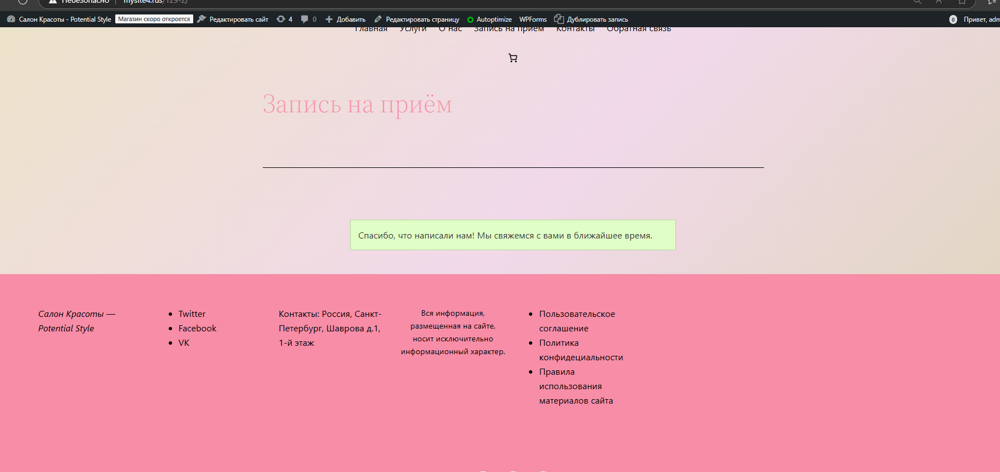 Небезопасно mysite4.rus/129-2/
Салон Красоты - Potential Style Магазин скоро откроется Редактировать сайт 4 0 Добавить Редактировать страницу Autoptimize WPForms Дублировать запись 0 Привет, adm
Главная Услуги О нас Запись на приём Контакты Обратная связь
Запись на приём
Спасибо, что написали нам! Мы свяжемся с вами в ближайшее время.
Салон Красоты —
Potential Style
Twitter
Facebook
VK
Контакты: Россия, Санкт-
Петербург, Шаврова д.1,
1-й этаж
Вся информация,
размещенная на сайте,
носит исключительно
информационный характер.
Пользовательское
соглашение
Политика
конфидециальности
Правила
использования
материалов сайта